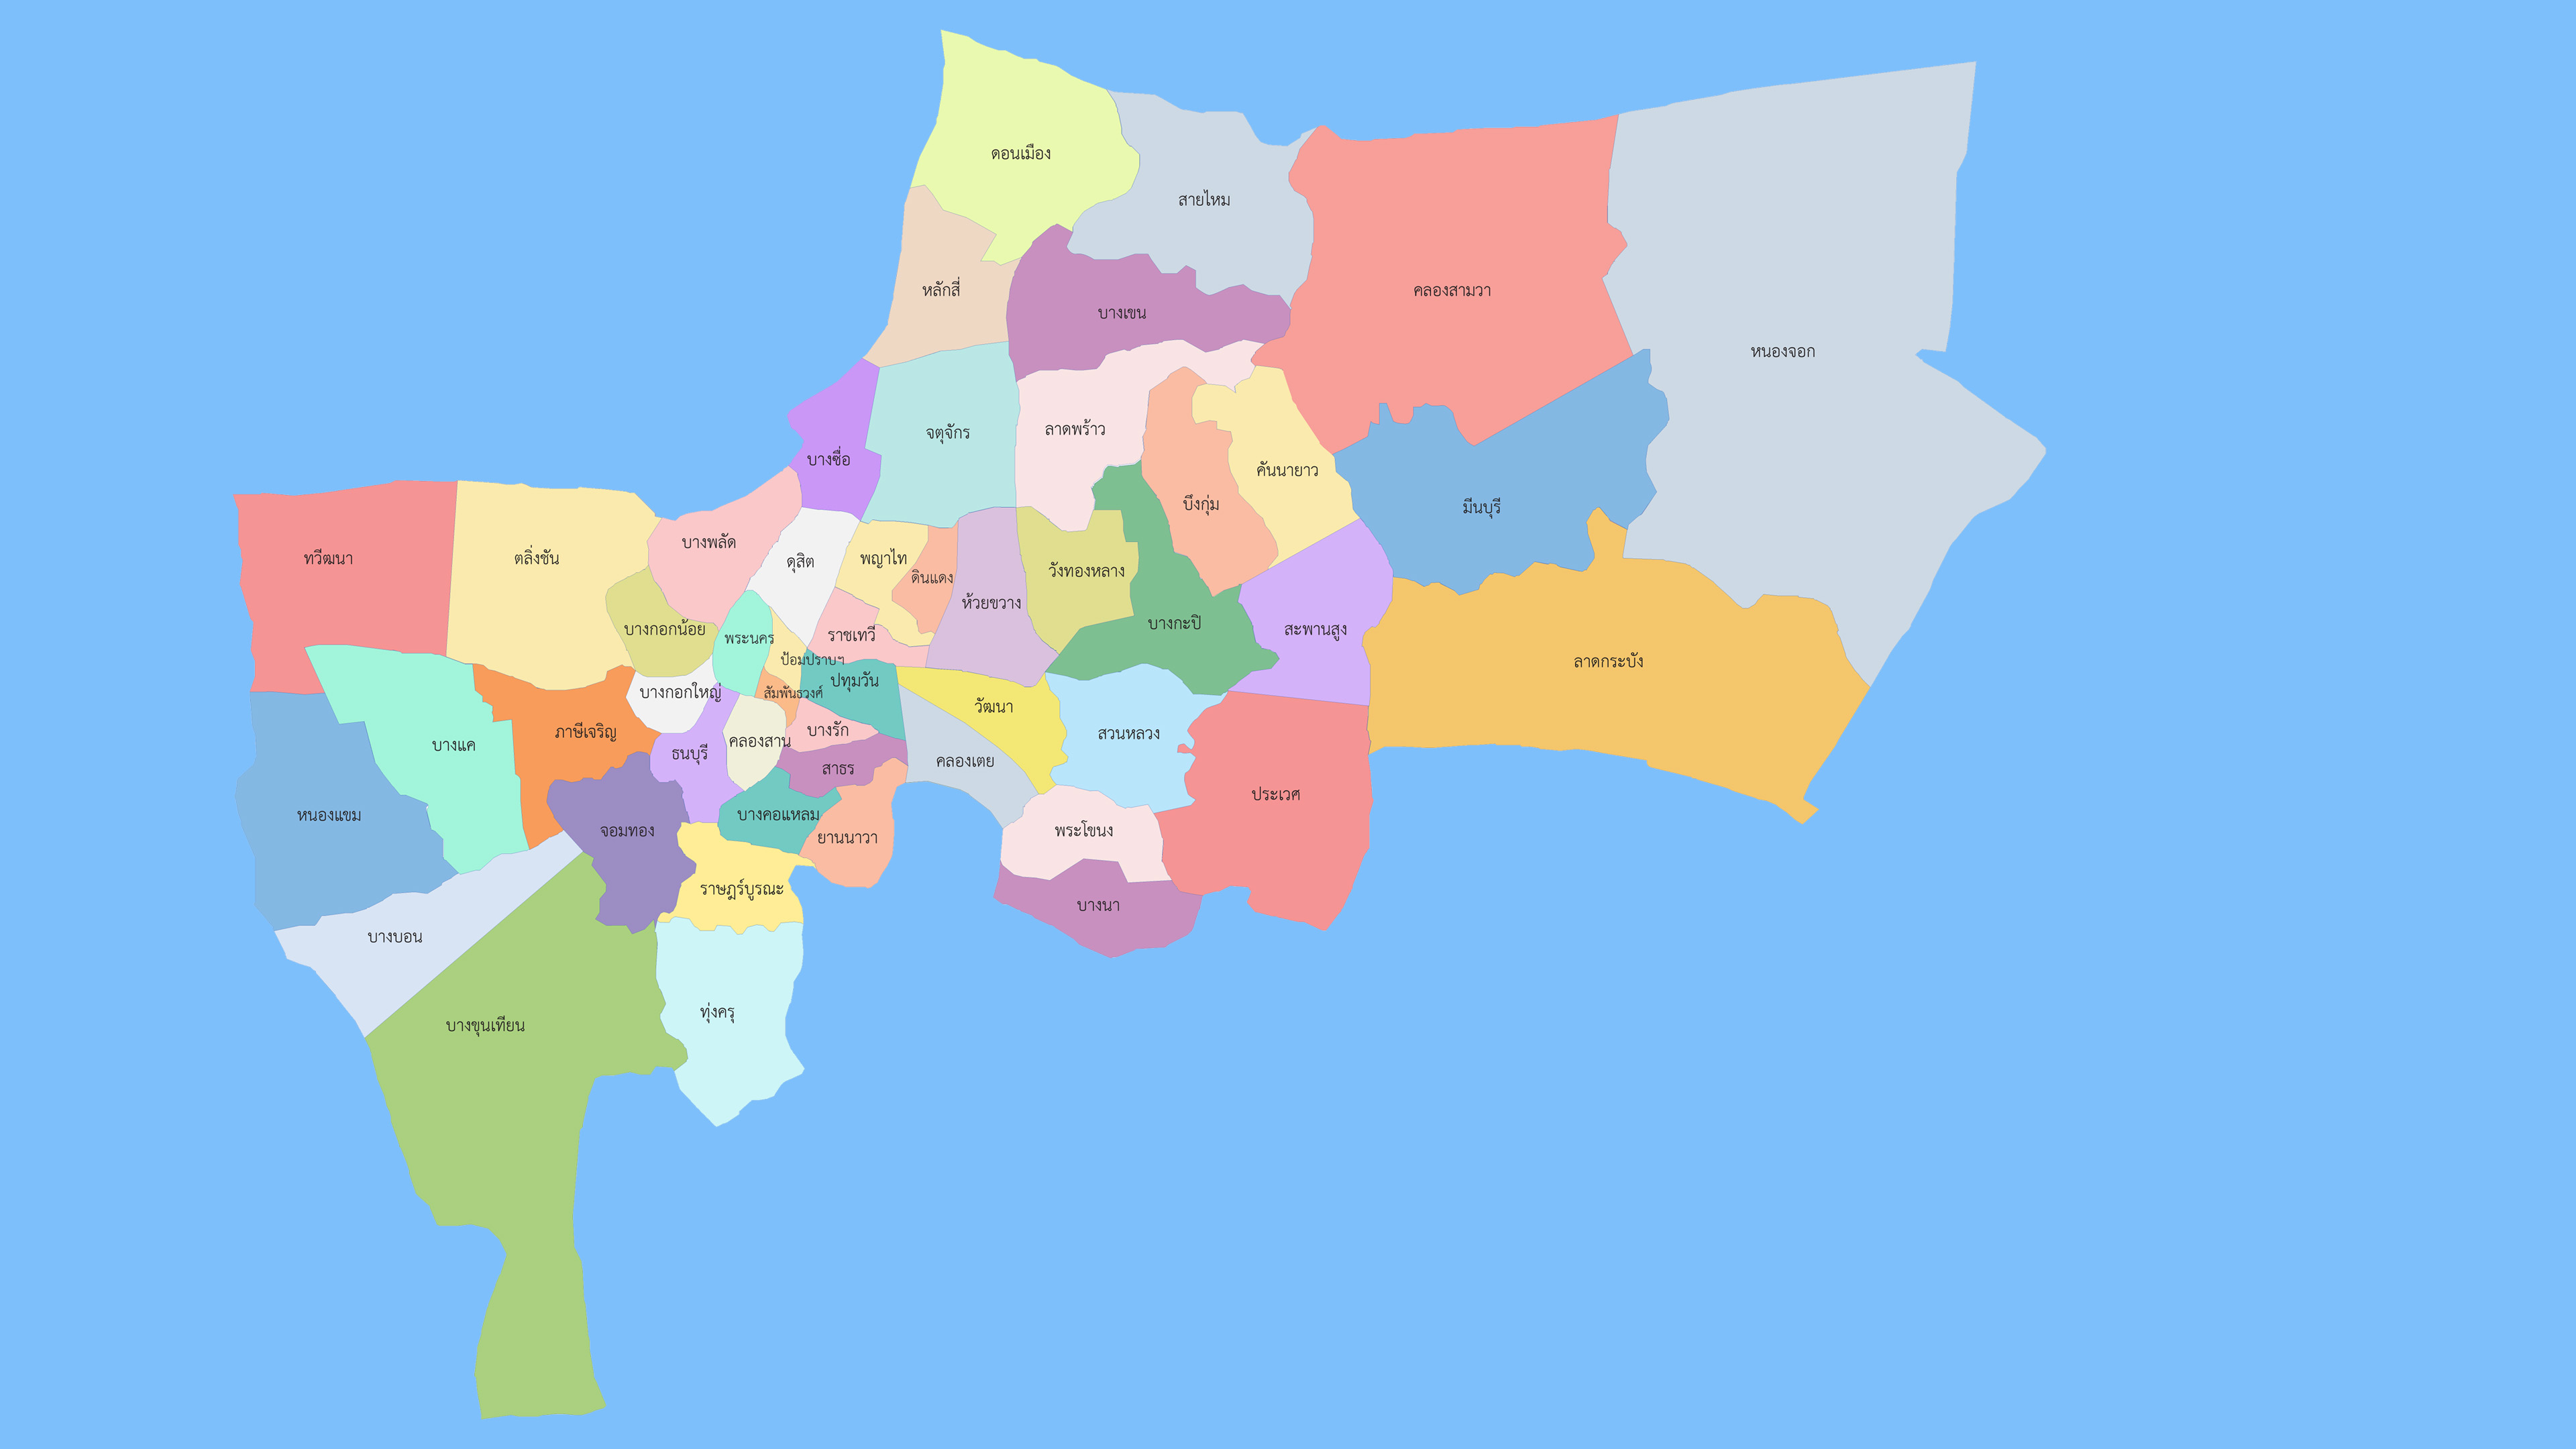 ดอนเมือง
สายไหม
หลักสี่
คลองสามวา
บางเขน
หนองจอก
ลาดพร้าว
จตุจักร
บางซื่อ
คันนายาว
บึงกุ่ม
มีนบุรี
บางพลัด
ทวีฒนา
ตลิ่งชัน
ดุสิต
พญาไท
วังทองหลาง
ดินแดง
ห้วยขวาง
บางกะปิ
บางกอกน้อย
สะพานสูง
ราชเทวี
พระนคร
ป้อมปราบฯ
ลาดกระบัง
ปทุมวัน
บางกอกใหญ่
สัมพันธวงศ์
วัฒนา
ภาษีเจริญ
บางรัก
สวนหลวง
คลองสาน
บางแค
ธนบุรี
คลองเตย
สาธร
ประเวศ
หนองแขม
บางคอแหลม
จอมทอง
พระโขนง
ยานนาวา
ราษฎร์บูรณะ
บางนา
บางบอน
ทุ่งครุ
บางขุนเทียน